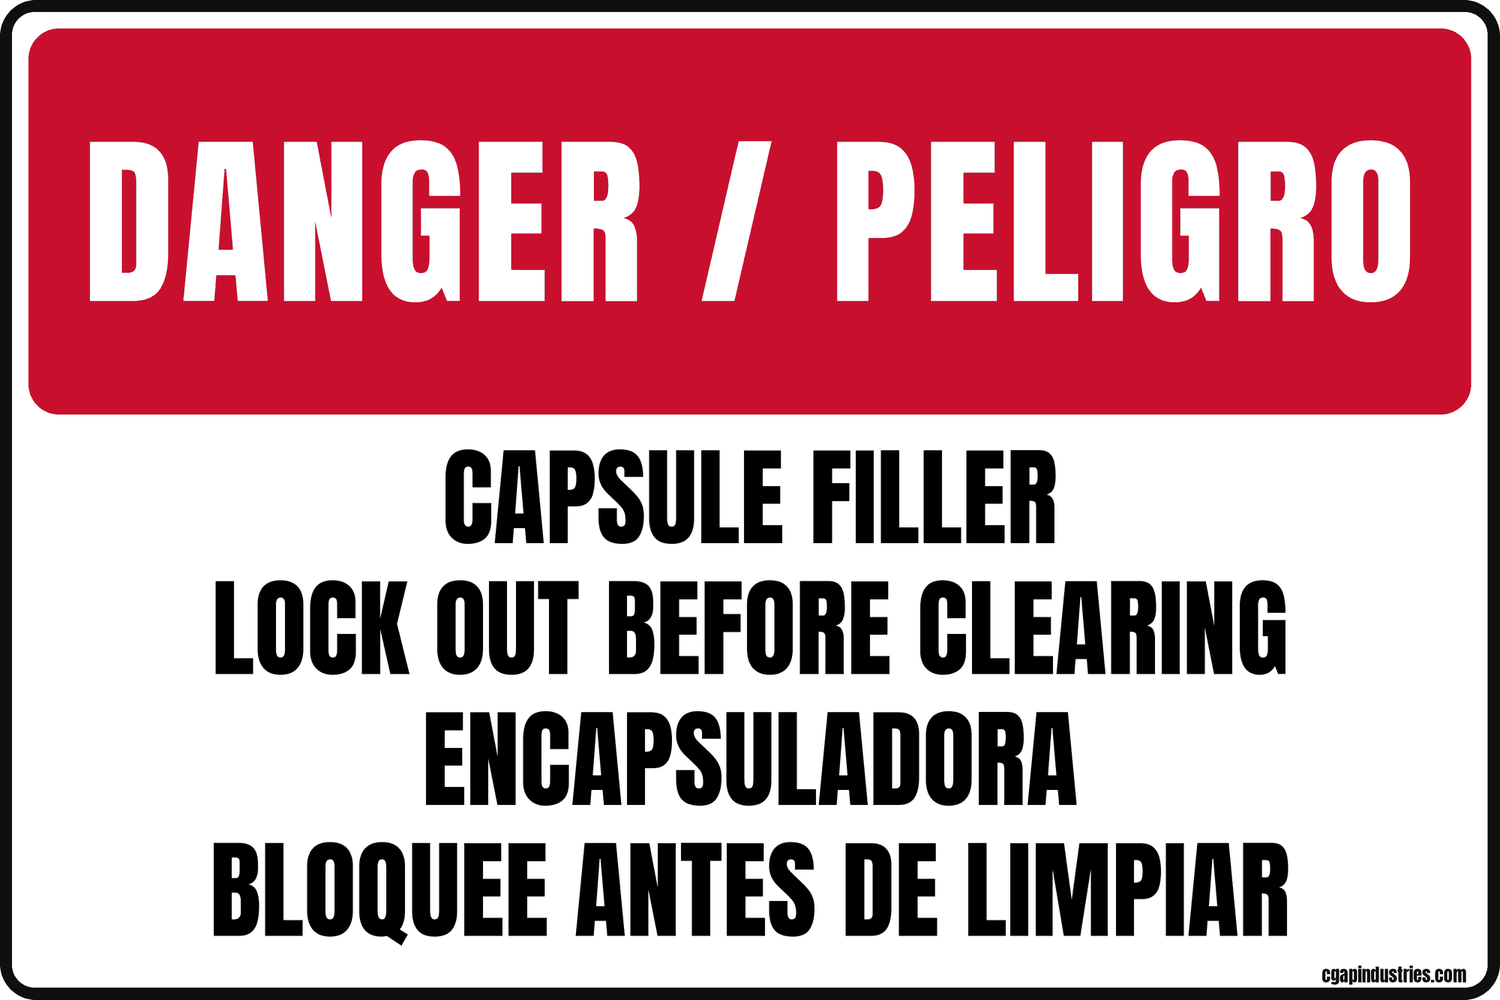 DANGER / PELIGRO
CAPSULE FILLER
LOCK OUT BEFORE CLEARING
ENCAPSULADORA
BLOQUEE ANTES DE LIMPIAR
cgapindustries.com